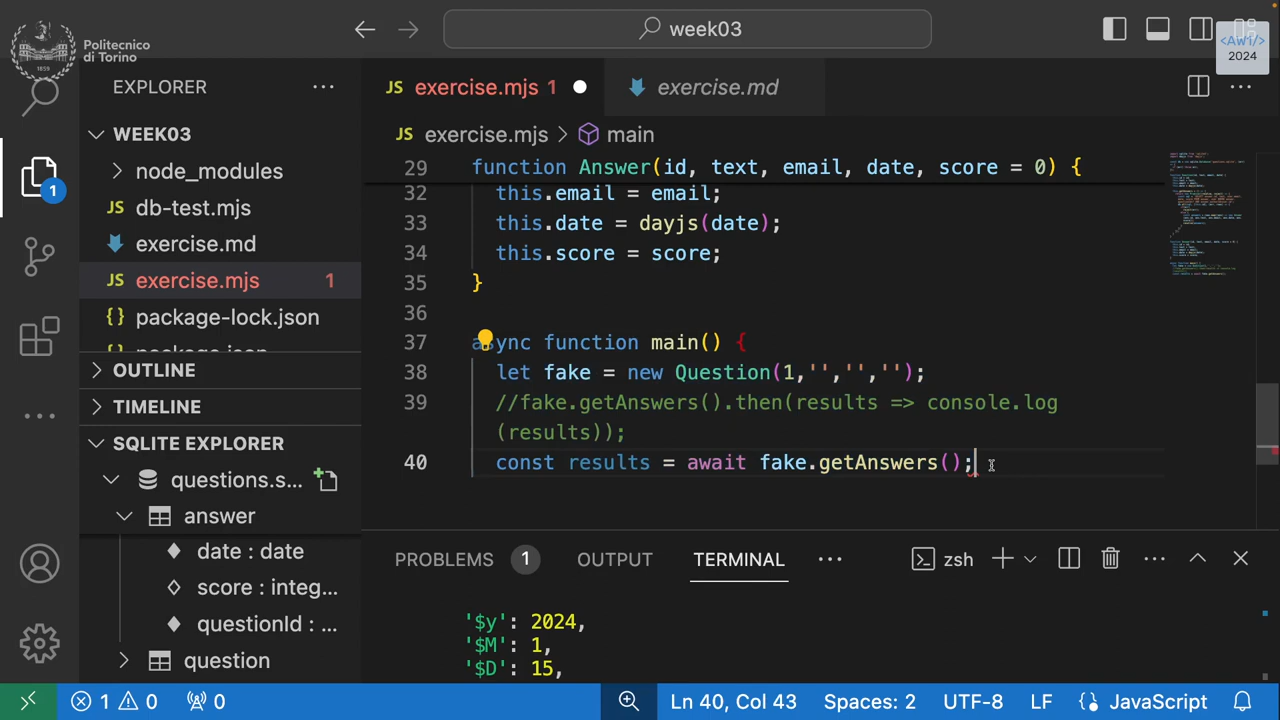 Politecnico
di Torino
week03
<Aw1/>
2024
EXPLORER
JS exercise.mjs 1
exercise.md
WEEK03
JS exercise.mjs > main
node_modules
JS db-test.mjs
exercise.md
JS exercise.mjs 1
{} package-lock.json
OUTLINE
TIMELINE
SQLITE EXPLORER
questions.s...
answer
date : date
score : integ...
questionId : ...
question
1
29 function Answer(id, text, email, date, score = 0) {
32 this.email = email;
33 this.date = dayjs(date);
34 this.score = score;
35 }
36
37 async function main() {
38 let fake = new Question(1,'','','');
39 //fake.getAnswers().then(results => console.log
(results));
40 const results = await fake.getAnswers();
PROBLEMS 1 OUTPUT TERMINAL zsh
'$y': 2024,
'$M': 1,
'$D': 15,
1 0 0 Ln 40, Col 43 Spaces: 2 UTF-8 LF {} JavaScript